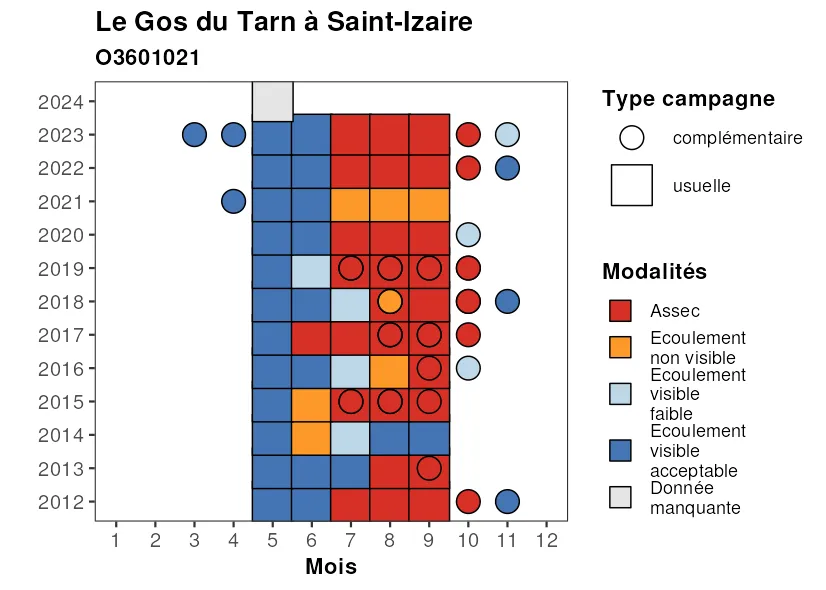 Le Gos du Tarn à Saint-Izaire
O3601021
2024
2023
2022
2021
2020
2019
2018
2017
2016
2015
2014
2013
2012
1 2 3 4 5 6 7 8 9 10 11 12
Mois
Type campagne
complémentaire
usuelle
Modalités
Assec
Ecoulement
non visible
Ecoulement
visible
faible
Ecoulement
visible
acceptable
Donnée
manquante